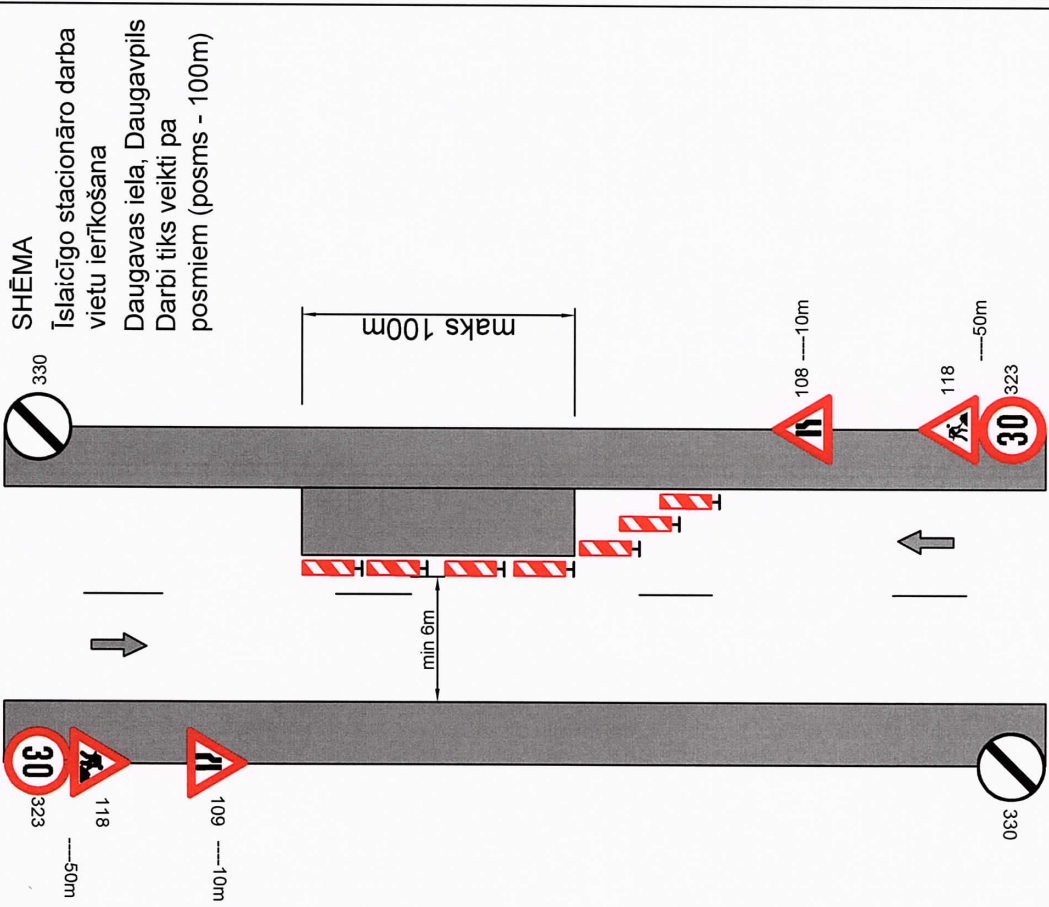 SHĒMA
Īslaicīgo stacionāro darba
vietu ierīkošana
Daugavas iela, Daugavpils
Darbi tiks veikti pa
posmiem (posms - 100m)
330
maks 100m
108 ----10m
118
----50m
323
30
min 6m
30
323
118
----50m
109
----10m
330